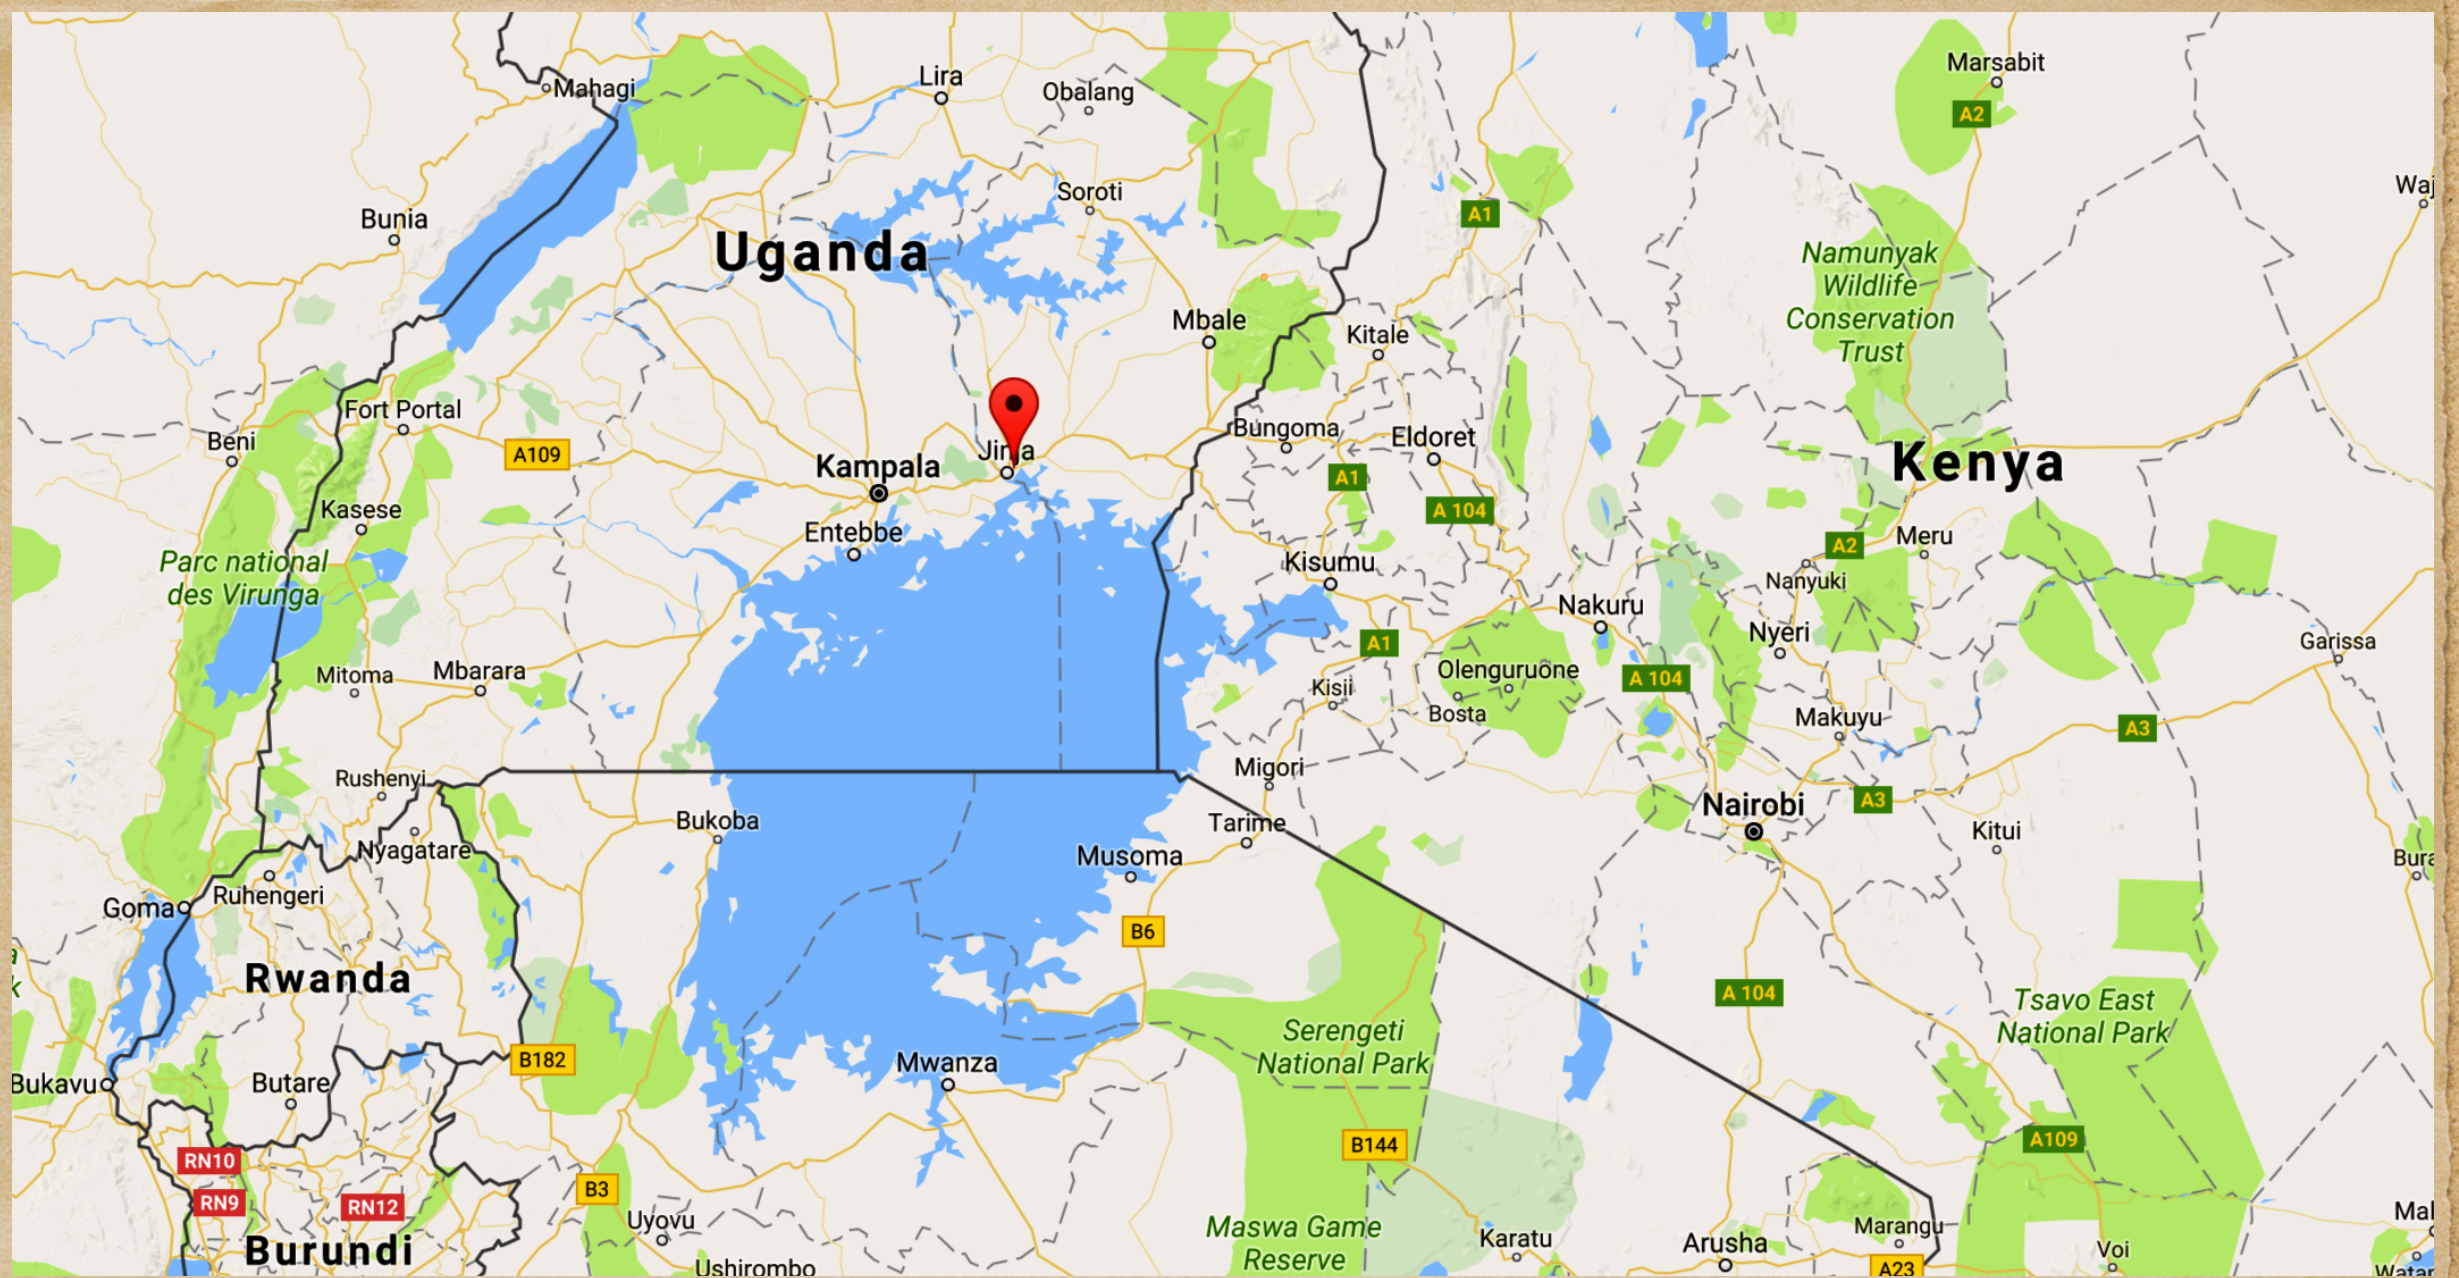 Marsabit
Mahagi
Lira
Obalang
A2
Waj
Soroti
Bunia
A1
Uganda
Namunyak
Wildlife
Conservation
Trust
Mbale
Kitale
Fort Portal
Bungoma
Eldoret
Beni
A109
Jinja
Kampala
Kenya
A1
A 104
Kasese
Entebbe
Meru
A2
Parc national
des Virunga
Kisumu
Nanyuki
Nakuru
Nyeri
A1
Garissa
Mitoma
Mbarara
Olenguruone
A 104
Kisii
Bosta
Makuyu
A3
Rushenyi
Migori
Nairobi
A3
Bukoba
Tarime
Kitui
Nyagatare
Musoma
Bura
Ruhengeri
Goma
B6
a
k
Rwanda
A 104
Tsavo East
National Park
Serengeti
National Park
B182
Mwanza
Bukavu
Butare
A109
B144
RN10
B3
RN9
RN12
Uyovu
Maswa Game
Reserve
Karatu
Marangu
Mal
Burundi
Arusha
Voi
Ushirombo
A23
Watar